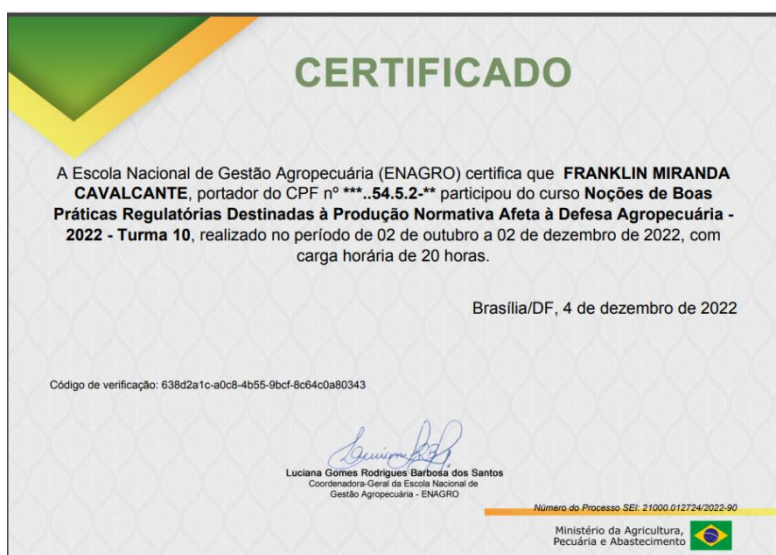 CERTIFICADO
A Escola Nacional de Gestão Agropecuária (ENAGRO) certifica que FRANKLIN MIRANDA
CAVALCANTE, portador do CPF nº ***..54.5.2-** participou do curso Noções de Boas
Práticas Regulatórias Destinadas à Produção Normativa Afeta à Defesa Agropecuária -
2022 - Turma 10, realizado no período de 02 de outubro a 02 de dezembro de 2022, com
carga horária de 20 horas.
Brasília/DF, 4 de dezembro de 2022
Código de verificação: 638d2a1c-a0c8-4b55-9bcf-8c64c0a80343
Luciana Gomes Rodrigues Barbosa dos Santos
Coordenadora-Geral da Escola Nacional de
Gestão Agropecuária - ENAGRO
Número do Processo SEI: 21000.012724/2022-90
Ministério da Agricultura,
Pecuária e Abastecimento